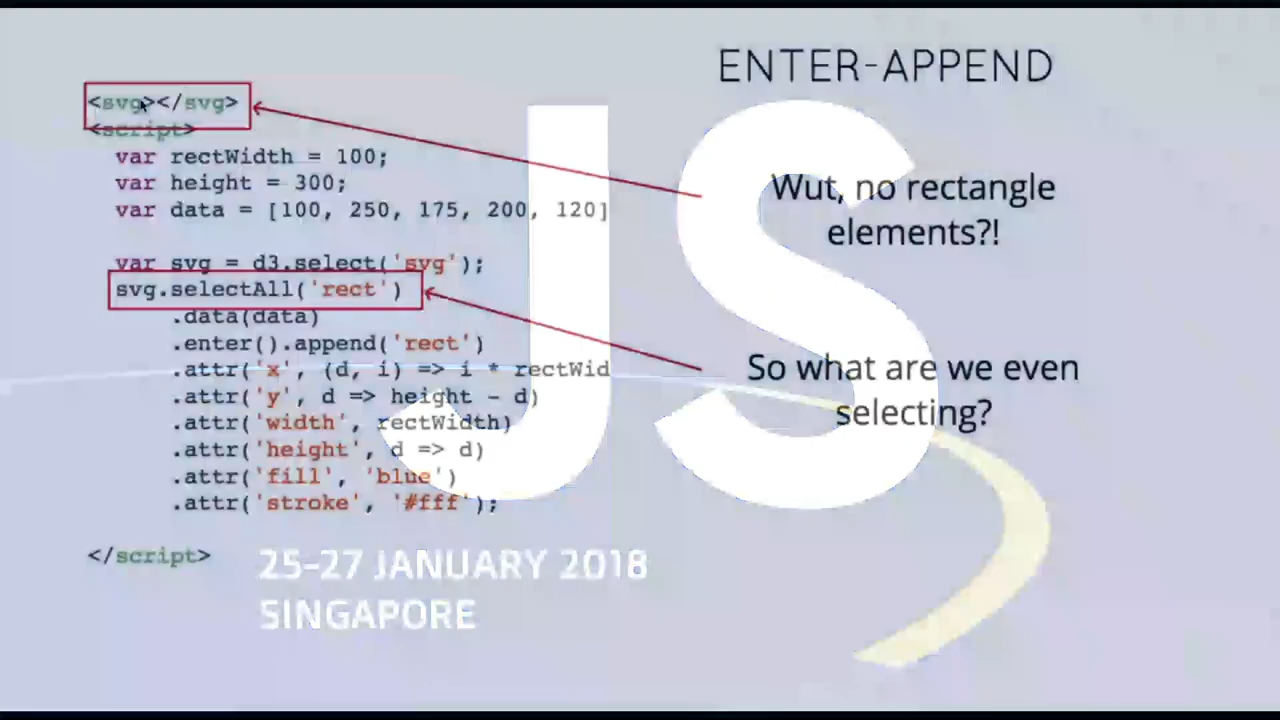 ENTER-APPEND
<svg></svg>
<script>
var rectWidth = 100;
var height = 300;
var data = [100, 250, 175, 200, 120]
var svg = d3.select('svg');
svg.selectAll('rect')
.data(data)
.enter().append('rect')
.attr('x', (d, i) => i * rectWid
.attr('y', d => height - d)
.attr('width', rectWidth)
.attr('height', d => d)
.attr('fill', 'blue')
.attr('stroke', '#fff');
</script>
Wut, no rectangle
elements?!
So what are we even
selecting?
JS
25-27 JANUARY 2018
SINGAPORE